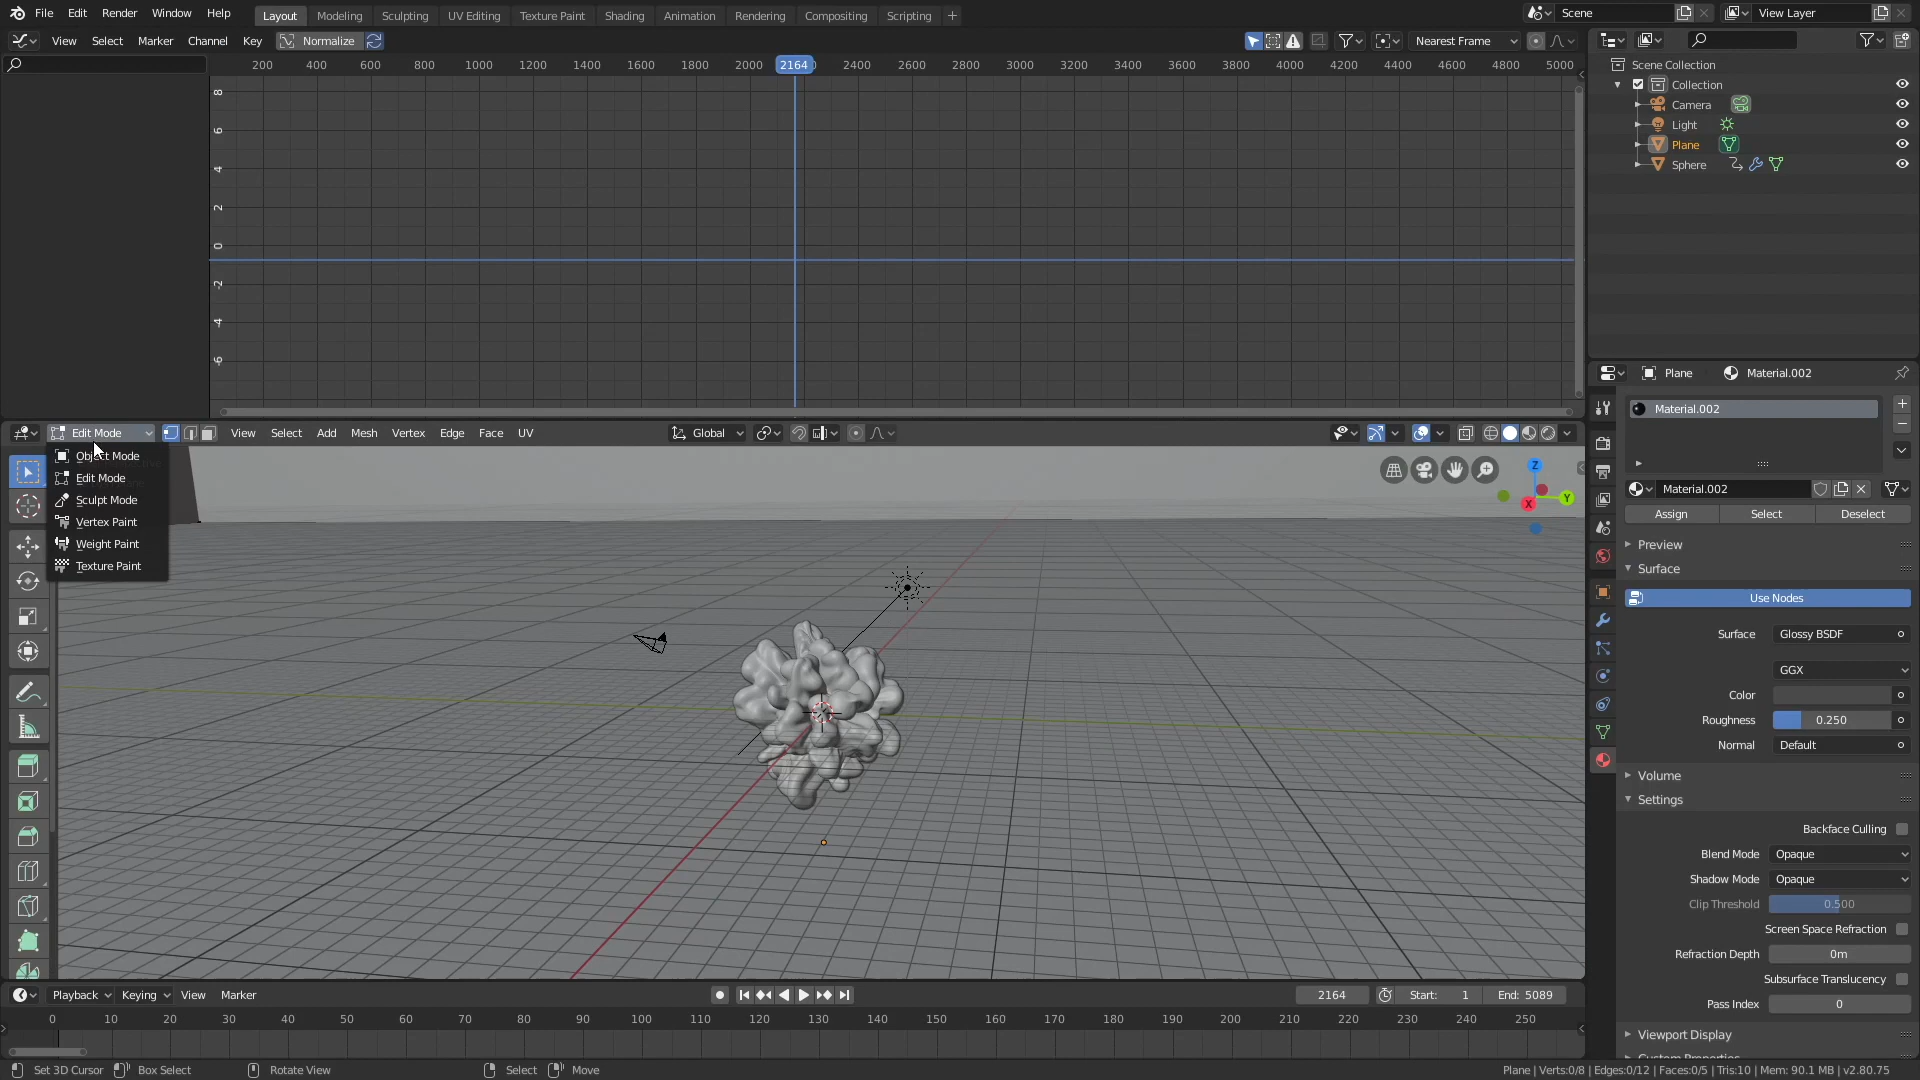 File Edit Render Window Help Layout Modeling Sculpting UV Editing Texture Paint Shading Animation Rendering Compositing Scripting + Scene View Layer
View Select Marker Channel Key Normalize Nearest Frame
200 400 600 800 1000 1200 1400 1600 1800 2000 2164 2400 2600 2800 3000 3200 3400 3600 3800 4000 4200 4400 4600 4800 5000
8
6
4
2
0
-2
-4
-6
Scene Collection
Collection
Camera
Light
Plane
Sphere
Plane Material.002
Material.002
Material.002
Assign Select Deselect
Preview
Surface
Use Nodes
Surface Glossy BSDF
GGX
Color
Roughness 0.250
Normal Default
Volume
Settings
Backface Culling
Blend Mode Opaque
Shadow Mode Opaque
Clip Threshold 0.500
Screen Space Refraction
Refraction Depth 0m
Subsurface Translucency
Pass Index 0
Viewport Display
Edit Mode View Select Add Mesh Vertex Edge Face UV Global
Object Mode
Edit Mode
Sculpt Mode
Vertex Paint
Weight Paint
Texture Paint
Z
Y
X
Playback Keying View Marker 2164 Start: 1 End: 5089
0 10 20 30 40 50 60 70 80 90 100 110 120 130 140 150 160 170 180 190 200 210 220 230 240 250
Set 3D Cursor Box Select Rotate View Select Move Plane | Verts:0/8 | Edges:0/12 | Faces:0/5 | Tris:10 | Mem: 90.1 MB | v2.80.75